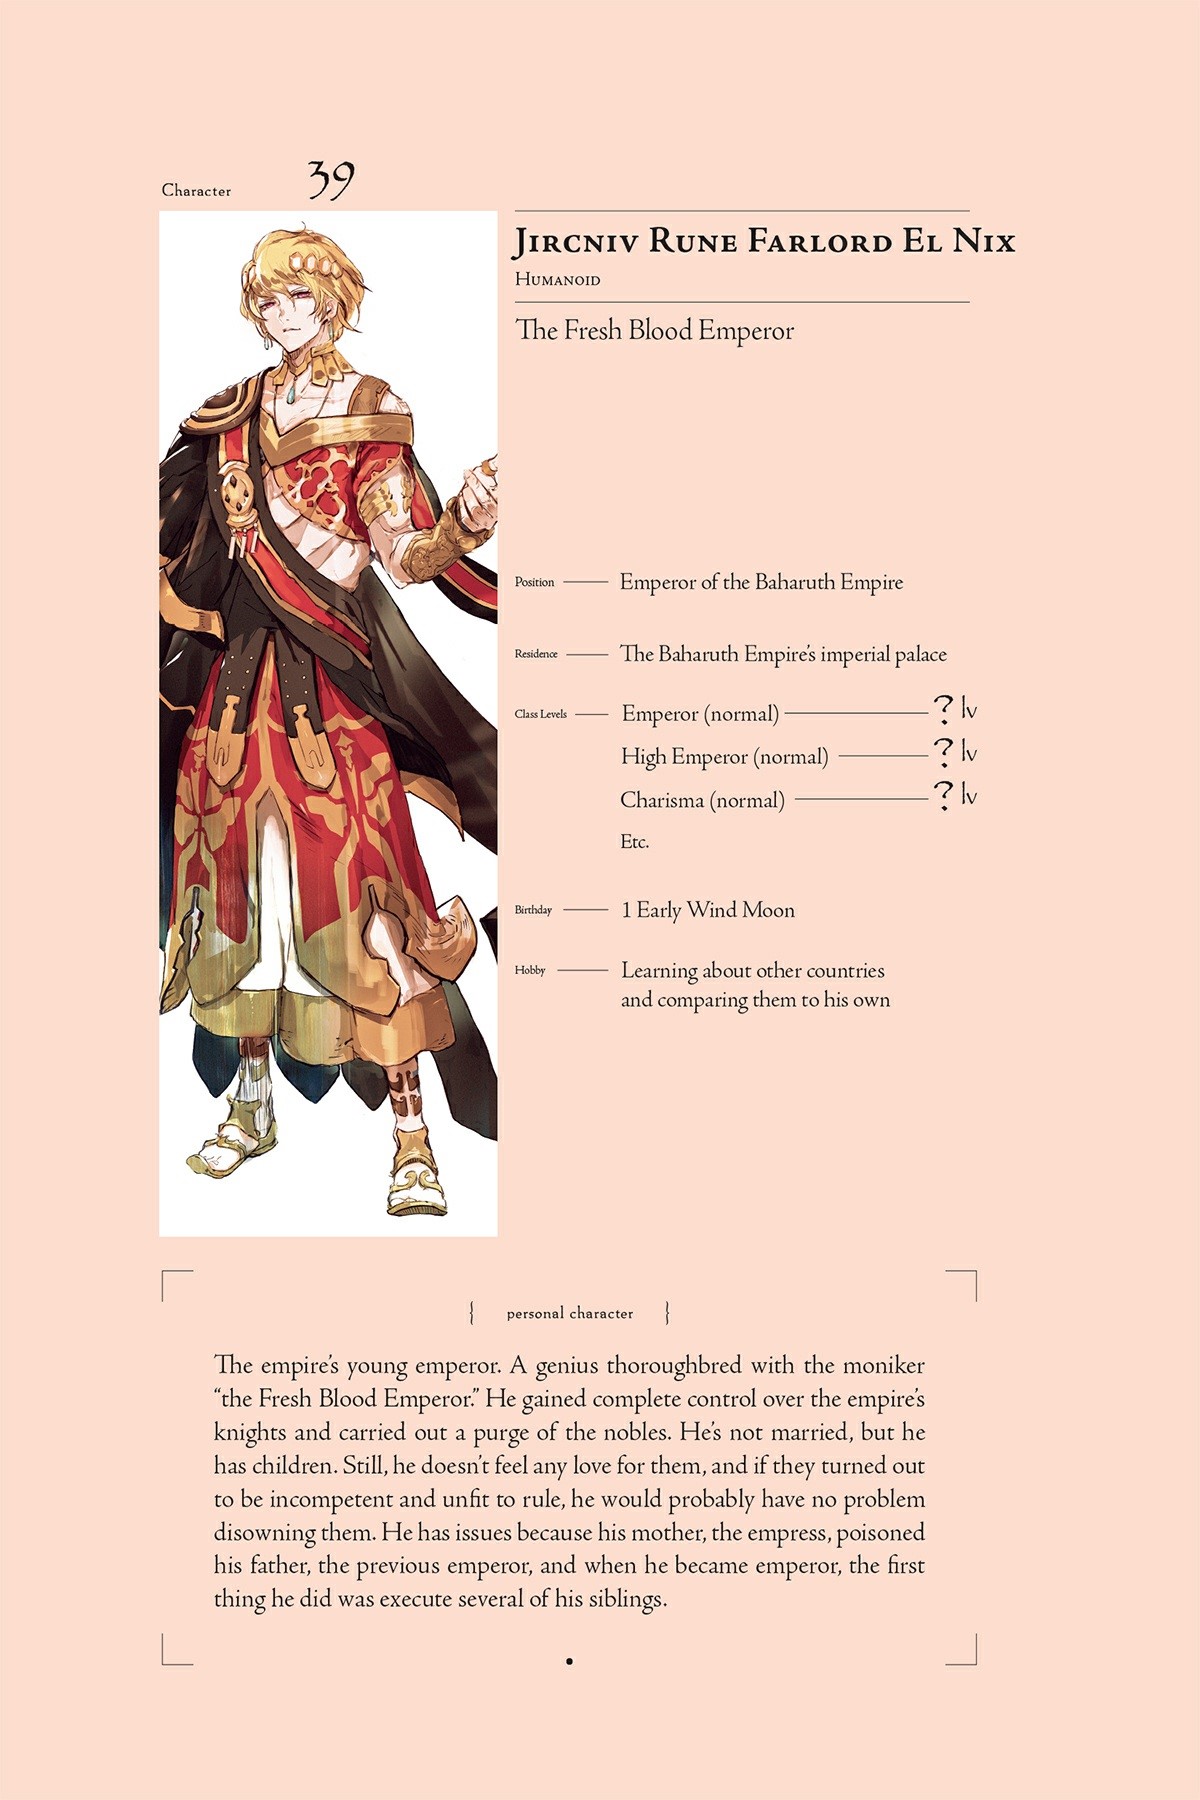 Character 39
Jircniv Rune Farlord El Nix
Humanoid
The Fresh Blood Emperor
Position Emperor of the Baharuth Empire
Residence The Baharuth Empire’s imperial palace
Class Levels Emperor (normal) ? lv
High Emperor (normal) ? lv
Charisma (normal) ? lv
Etc.
Birthday 1 Early Wind Moon
Hobby Learning about other countries
and comparing them to his own
{ personal character }
The empire’s young emperor. A genius thoroughbred with the moniker
“the Fresh Blood Emperor.” He gained complete control over the empire’s
knights and carried out a purge of the nobles. He’s not married, but he
has children. Still, he doesn’t feel any love for them, and if they turned out
to be incompetent and unfit to rule, he would probably have no problem
disowning them. He has issues because his mother, the empress, poisoned
his father, the previous emperor, and when he became emperor, the first
thing he did was execute several of his siblings.